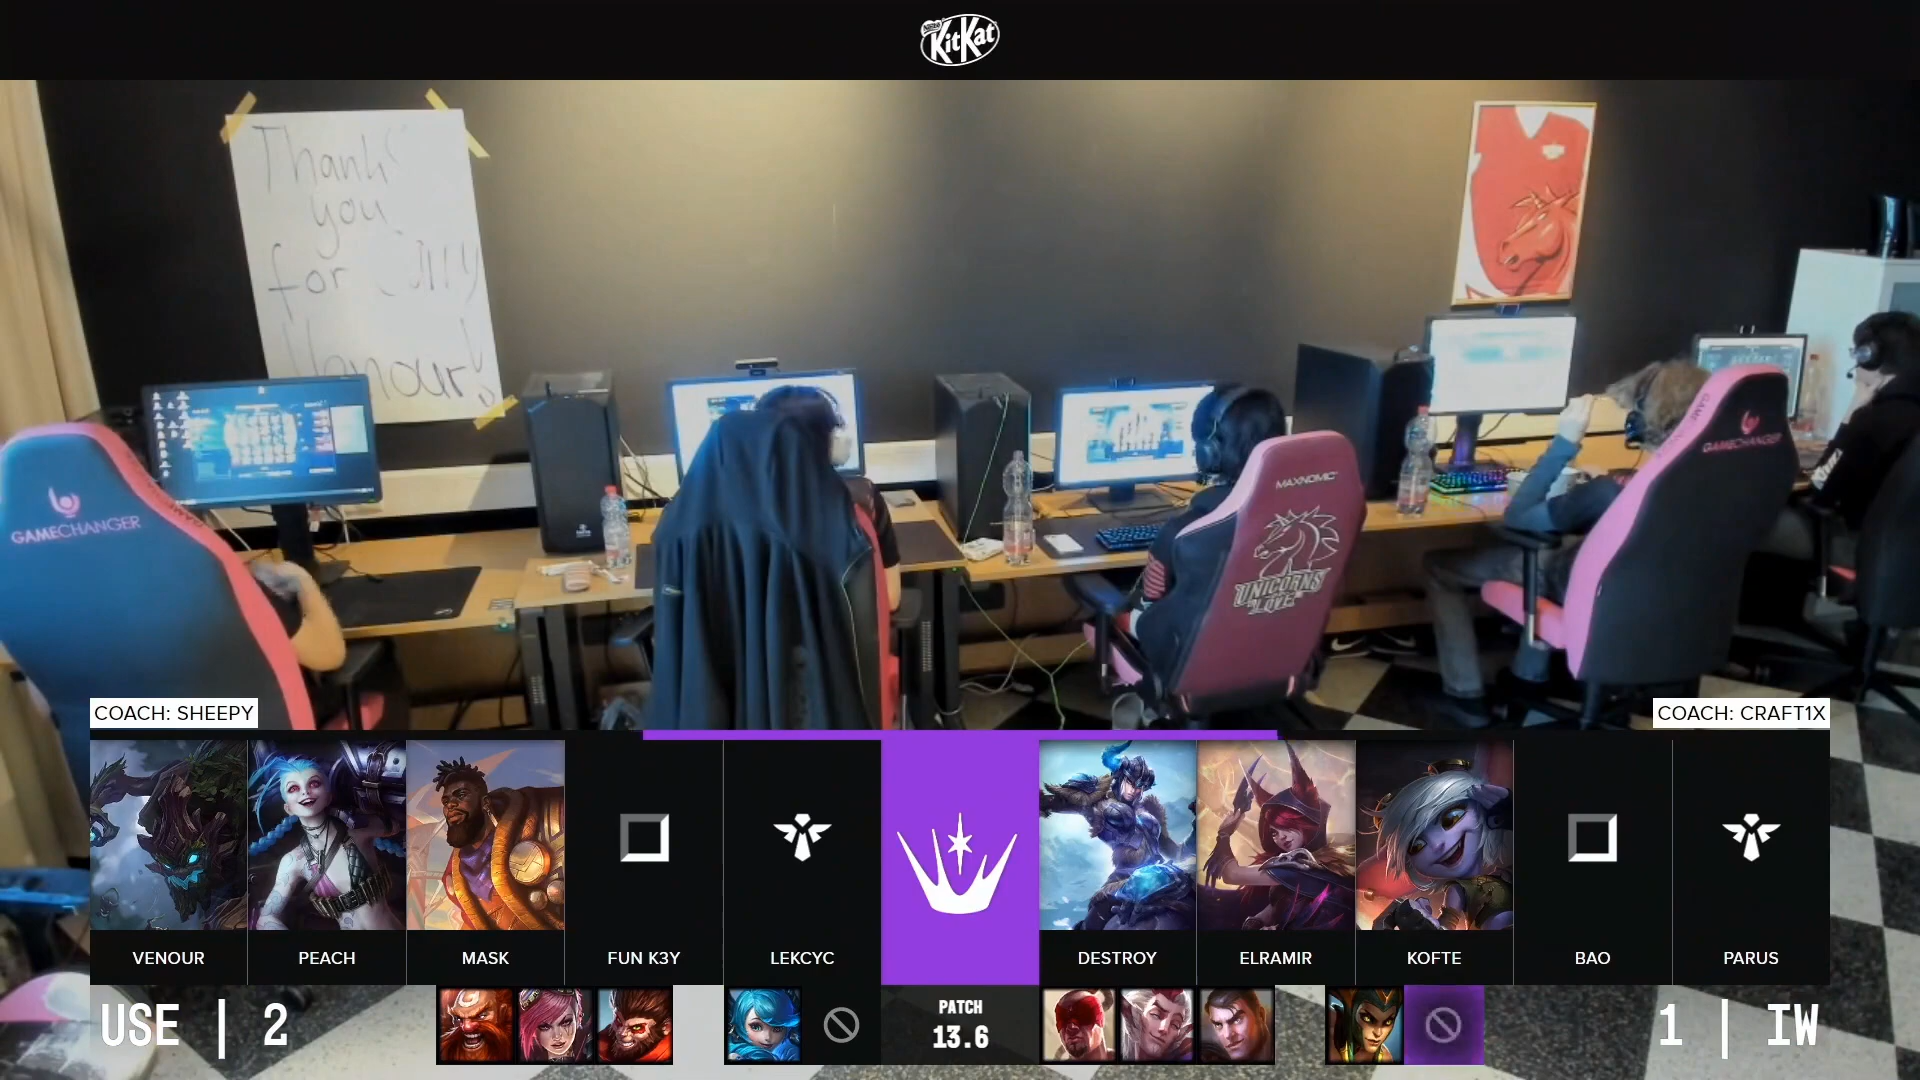 KitKat
Thank
you
for
Venour!
GAMECHANGER
MAXNOMIC
UNICORNS
LOVE
GAMECHANGER
COACH: SHEEPY
COACH: CRAFT1X
VENOUR
PEACH
MASK
FUN K3Y
LEKCYC
DESTROY
ELRAMIR
KOFTE
BAO
PARUS
USE | 2
PATCH
13.6
1 | IW